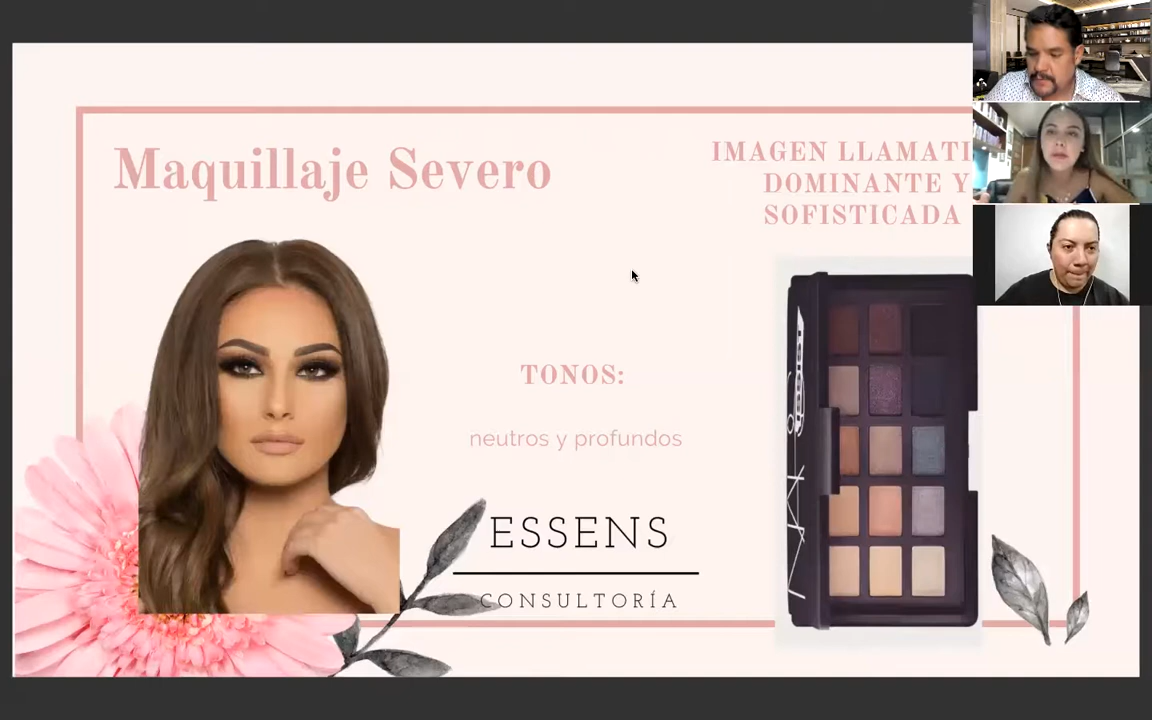 Maquillaje Severo
IMAGEN LLAMATI
DOMINANTE Y
SOFISTICADA
TONOS:
neutros y profundos
ESSENS
CONSULTORÍA